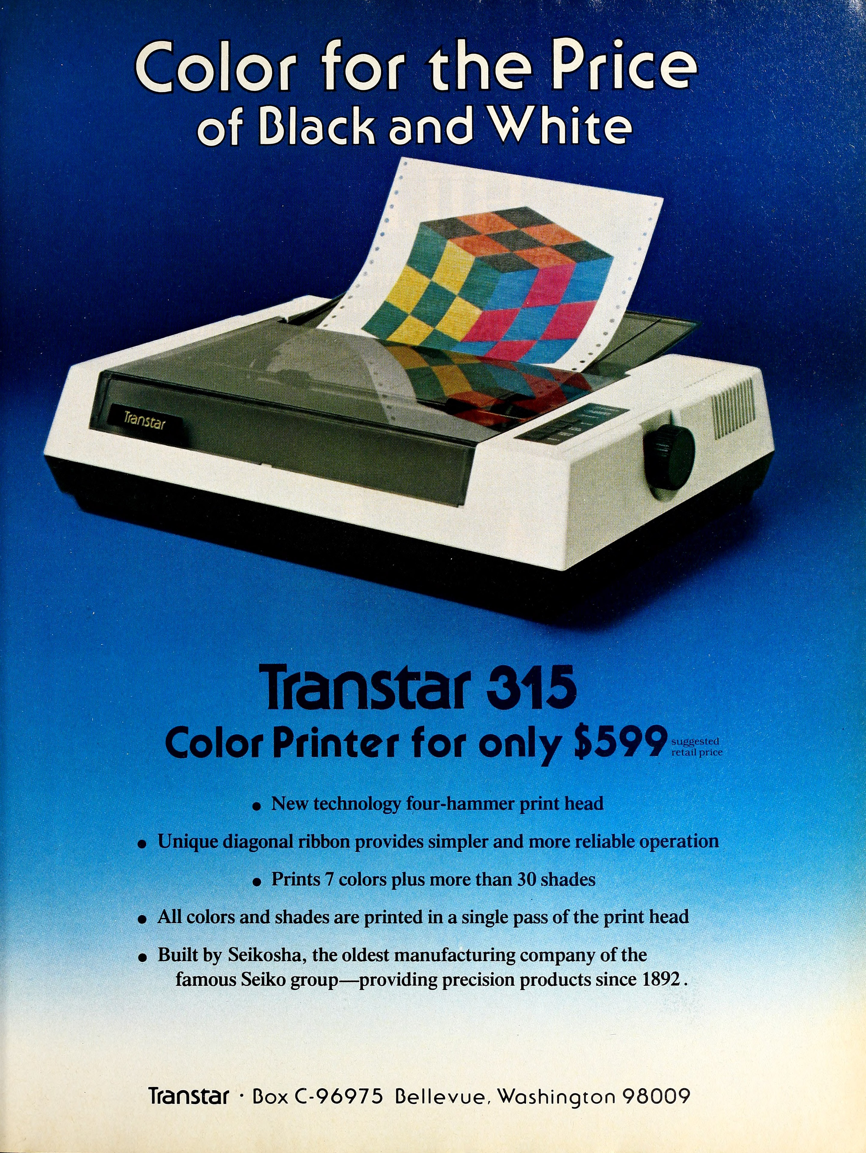 Color for the Price
of Black and White
Transtar
Transtar 315
Color Printer for only $599 suggested
retail price
• New technology four-hammer print head
• Unique diagonal ribbon provides simpler and more reliable operation
• Prints 7 colors plus more than 30 shades
• All colors and shades are printed in a single pass of the print head
• Built by Seikosha, the oldest manufacturing company of the
famous Seiko group—providing precision products since 1892.
Transtar · Box C-96975 Bellevue, Washington 98009